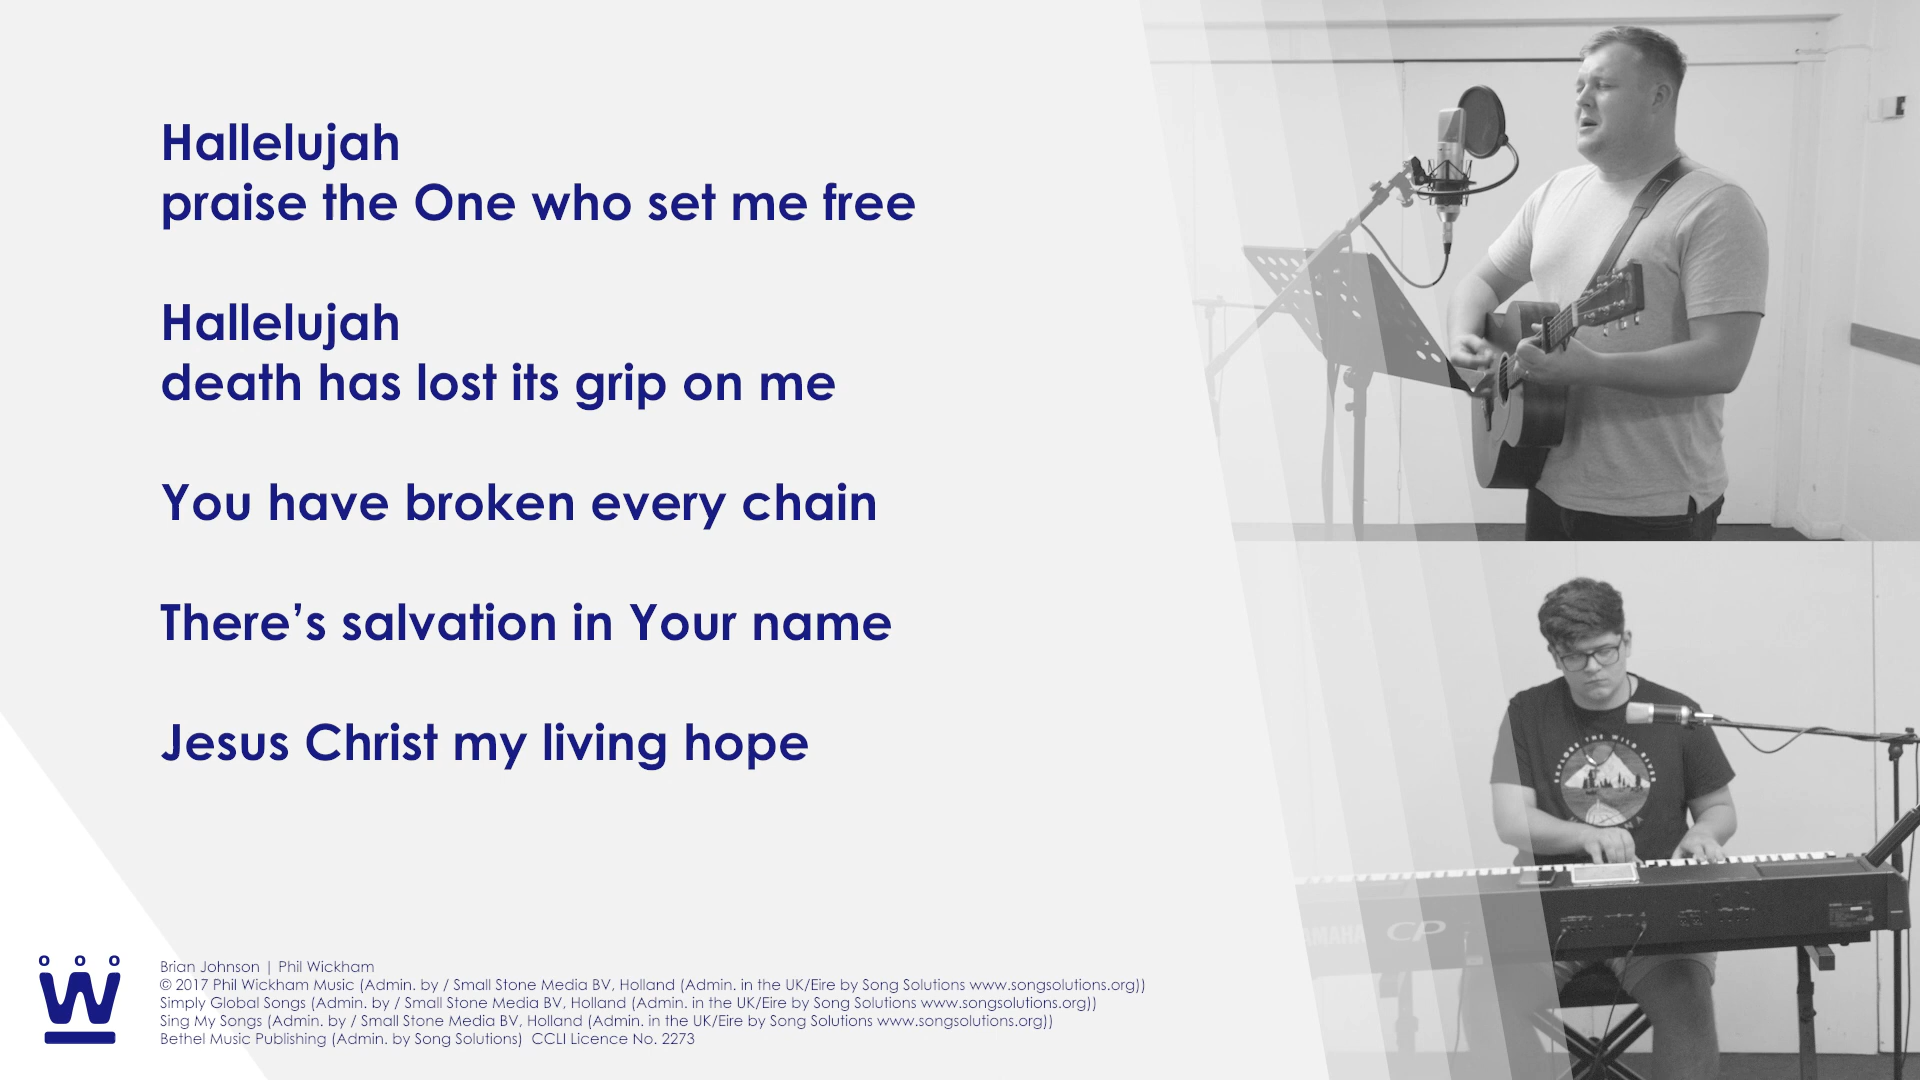 Hallelujah
praise the One who set me free
Hallelujah
death has lost its grip on me
You have broken every chain
There's salvation in Your name
Jesus Christ my living hope
W
Brian Johnson | Phil Wickham
© 2017 Phil Wickham Music (Admin. by / Small Stone Media BV, Holland (Admin. in the UK/Eire by Song Solutions www.songsolutions.org))
Simply Global Songs (Admin. by / Small Stone Media BV, Holland (Admin. in the UK/Eire by Song Solutions www.songsolutions.org))
Sing My Songs (Admin. by / Small Stone Media BV, Holland (Admin. in the UK/Eire by Song Solutions www.songsolutions.org))
Bethel Music Publishing (Admin. by Song Solutions)  CCLI Licence No. 2273
EXPLORE THE WILD
YAMAHA CP